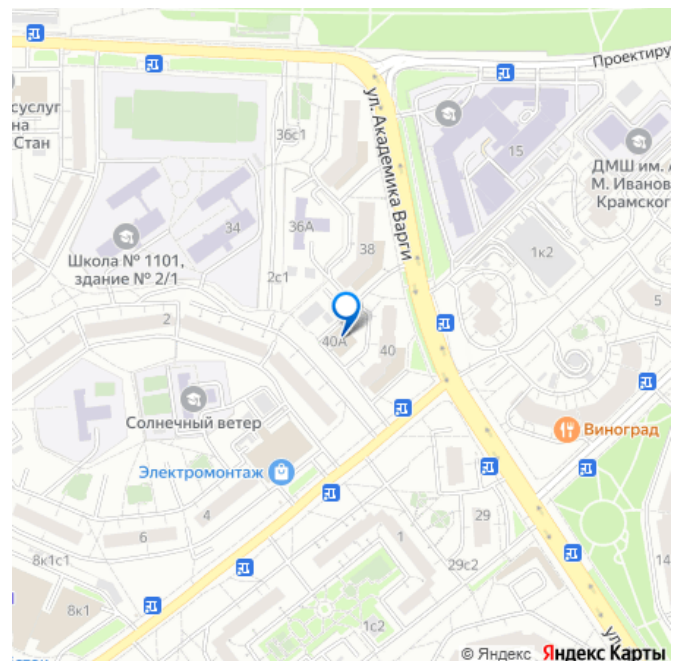 Проектиру
суслуг
на
Стан
36с1
ул. Академика Варги
15
ДМШ им. А
М. Иванов
Крамског
34
36А
38
1к2
Школа № 1101,
здание № 2/1
2с1
5
2
40А
40
Солнечный ветер
Виноград
Электромонтаж
4
29
6
1
8к1с1
29с2
14
8к1
1с2
ул
© Яндекс Яндекс Карты